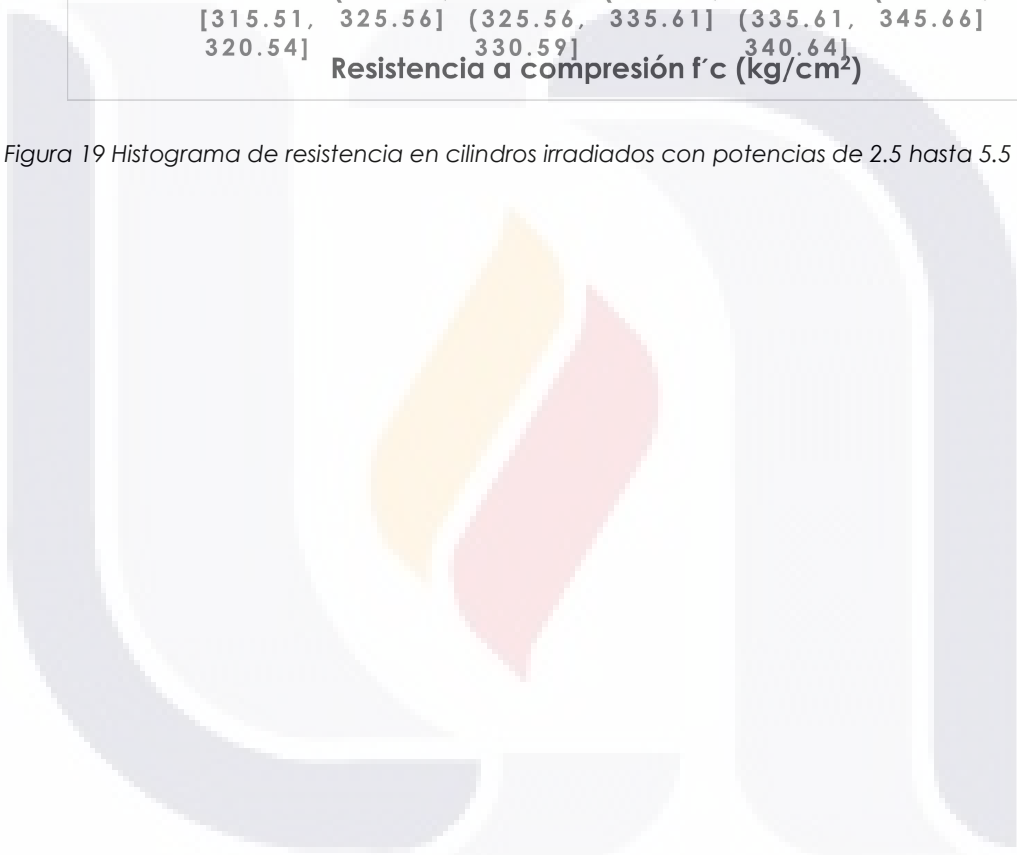 [315.51, 325.56] (325.56, 335.61] (335.61, 345.66]
320.54] 330.59] 340.64]
Resistencia a compresión f´c (kg/cm²)
Figura 19 Histograma de resistencia en cilindros irradiados con potencias de 2.5 hasta 5.5